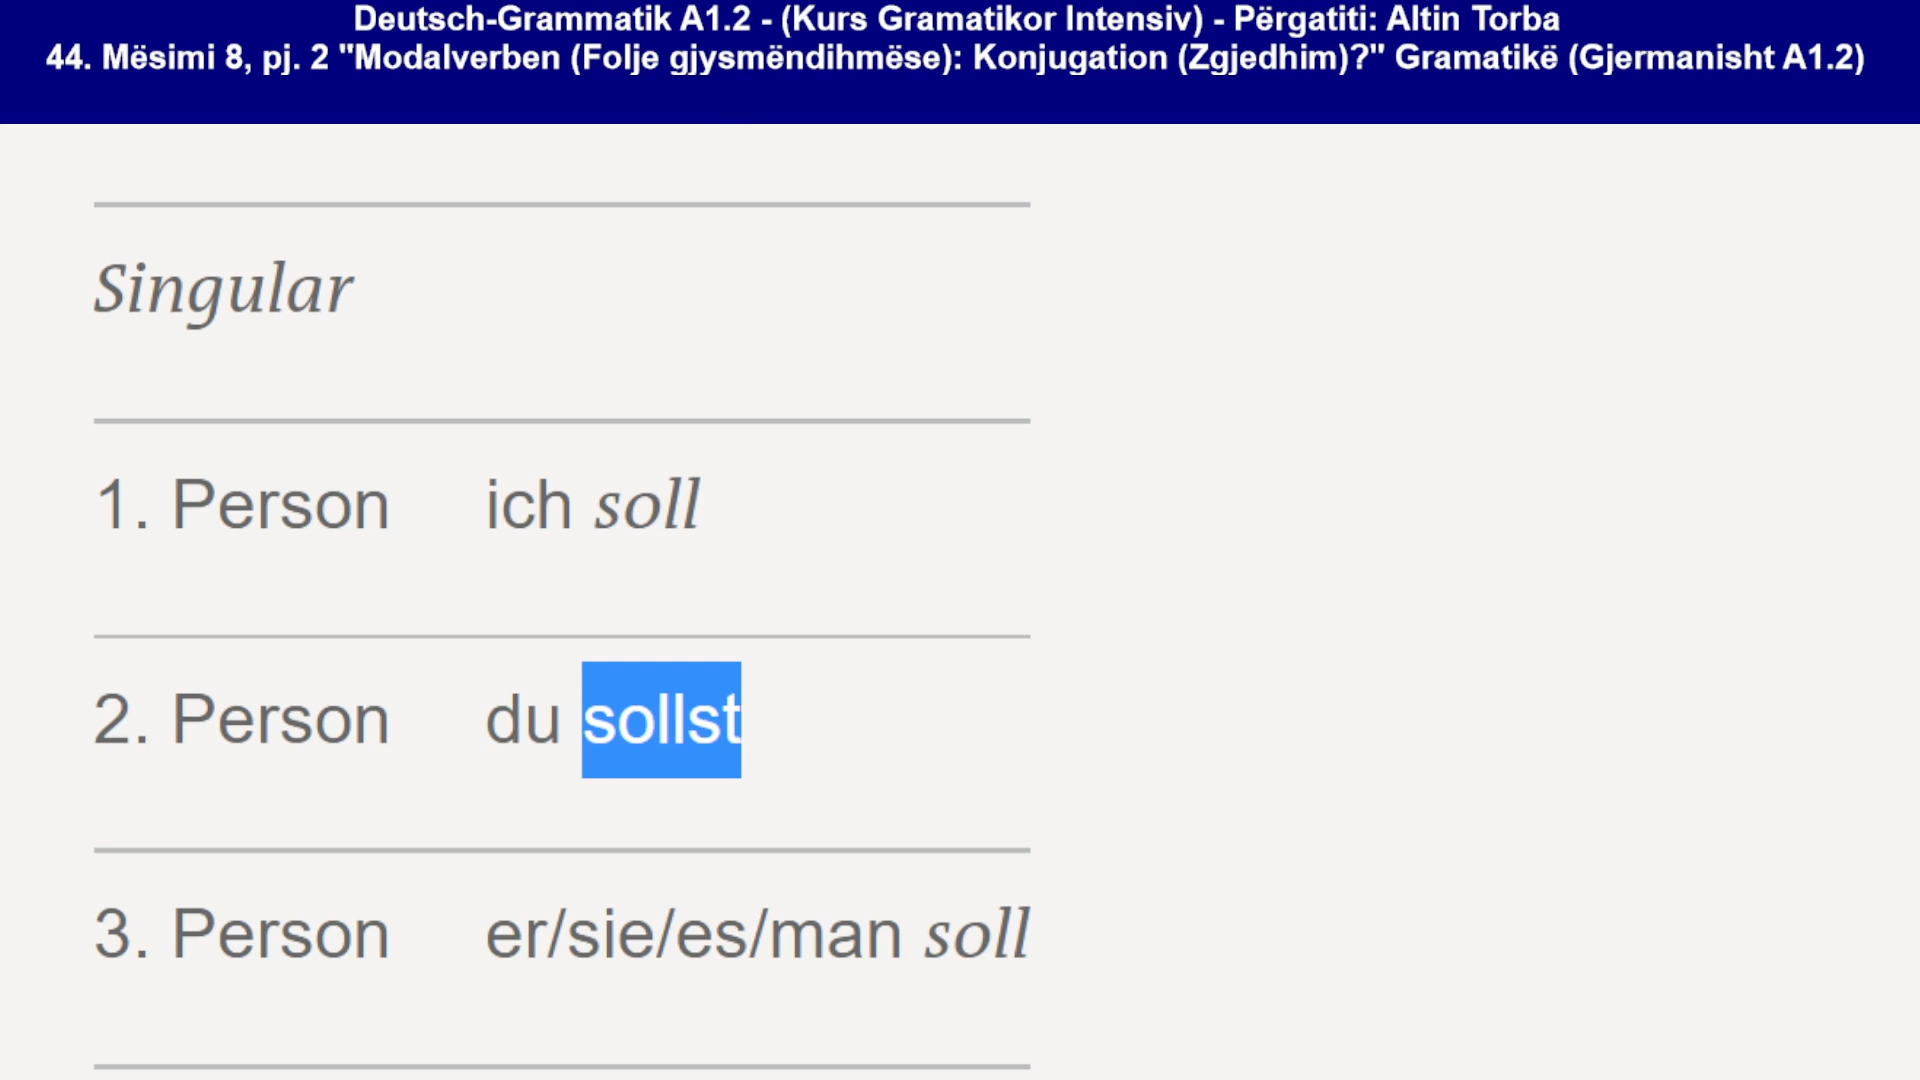 Deutsch-Grammatik A1.2 - (Kurs Gramatikor Intensiv) - Përgatiti: Altin Torba
44. Mësimi 8, pj. 2 "Modalverben (Folje gjysmëndihmëse): Konjugation (Zgjedhim)?" Gramatikë (Gjermanisht A1.2)
Singular
1. Person ich soll
2. Person du sollst
3. Person er/sie/es/man soll